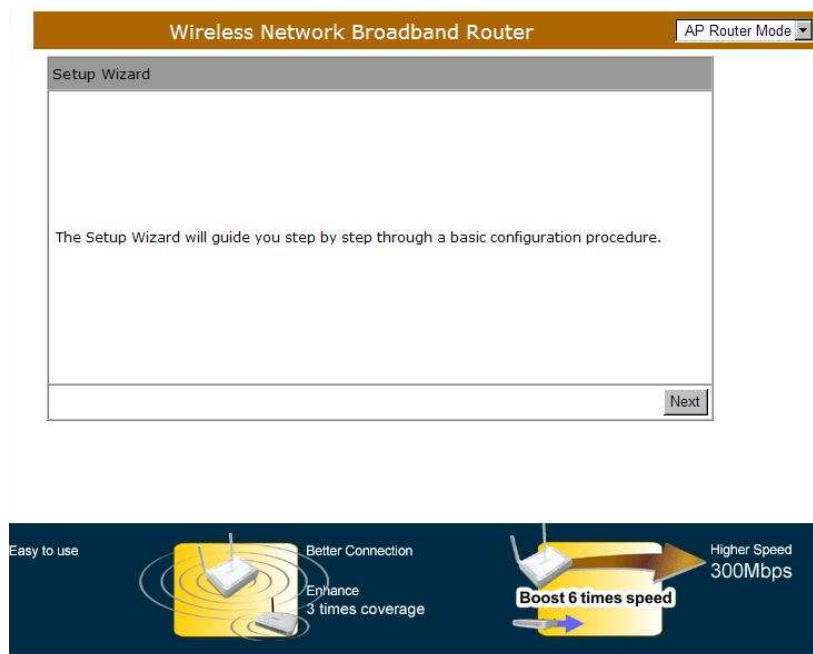 Wireless Network Broadband Router
AP Router Mode
Setup Wizard
The Setup Wizard will guide you step by step through a basic configuration procedure.
Next
Easy to use
Better Connection
Enhance
3 times coverage
Boost 6 times speed
Higher Speed
300Mbps